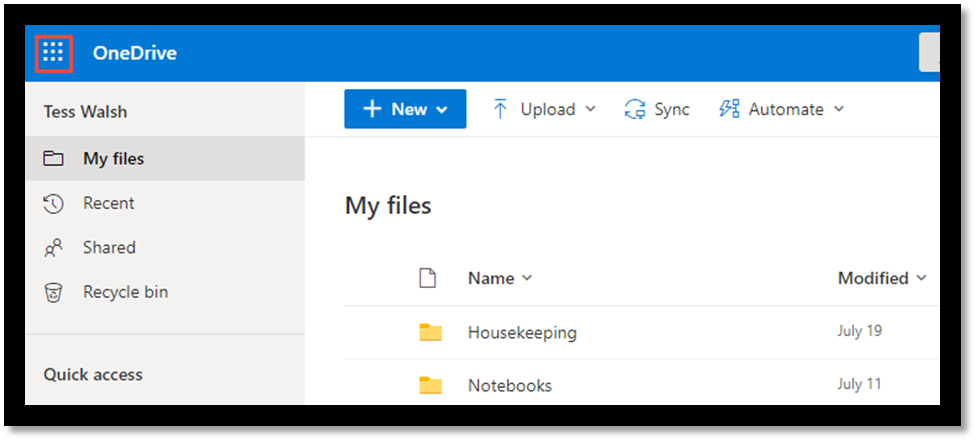 OneDrive
Tess Walsh
New Upload Sync Automate
My files
Recent
Shared
Recycle bin
Quick access
My files
Name Modified
Housekeeping July 19
Notebooks July 11